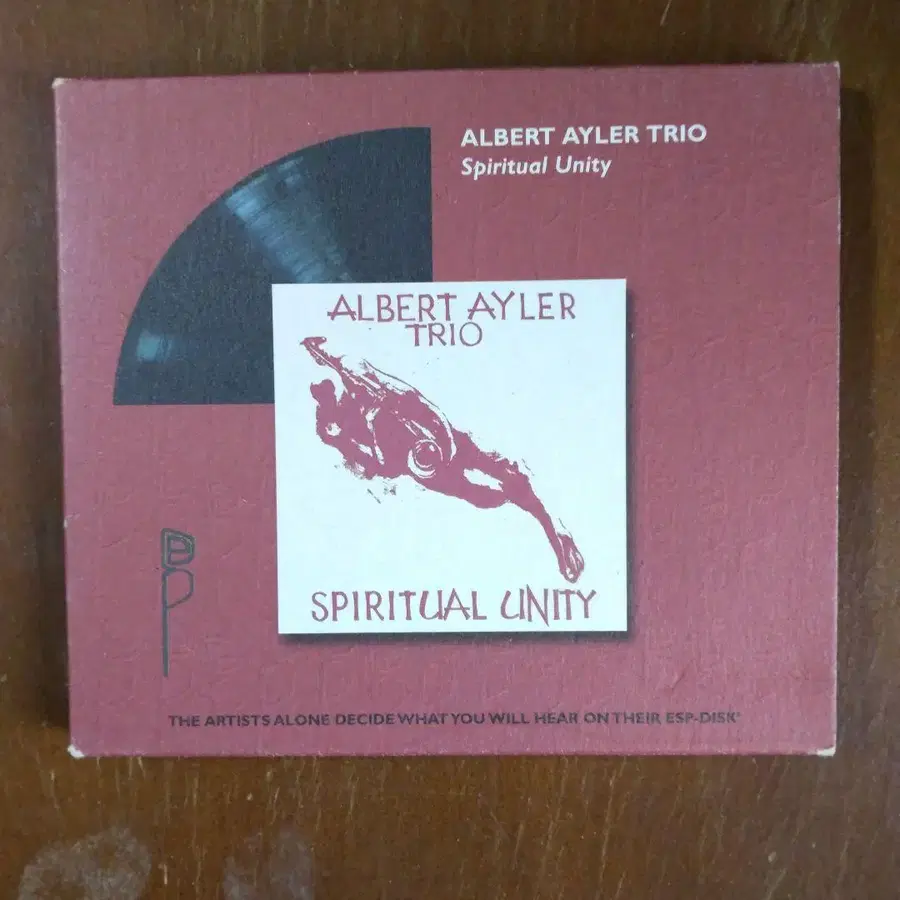 ALBERT AYLER TRIO
Spiritual Unity
ALBERT AYLER
TRIO
SPIRITUAL UNITY
THE ARTISTS ALONE DECIDE WHAT YOU WILL HEAR ON THEIR ESP-DISK'